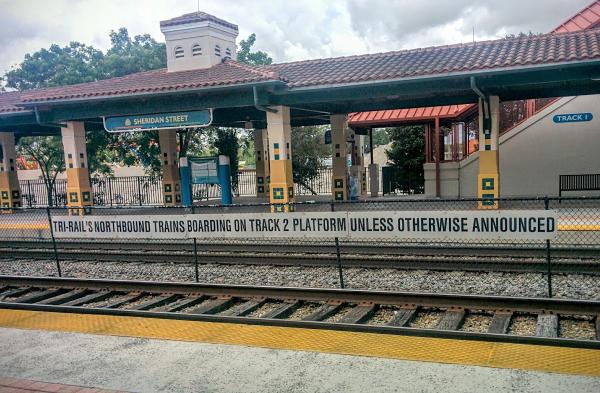 SHERIDAN STREET
TRACK 1
TRI-RAIL'S NORTHBOUND TRAINS BOARDING ON TRACK 2 PLATFORM UNLESS OTHERWISE ANNOUNCED